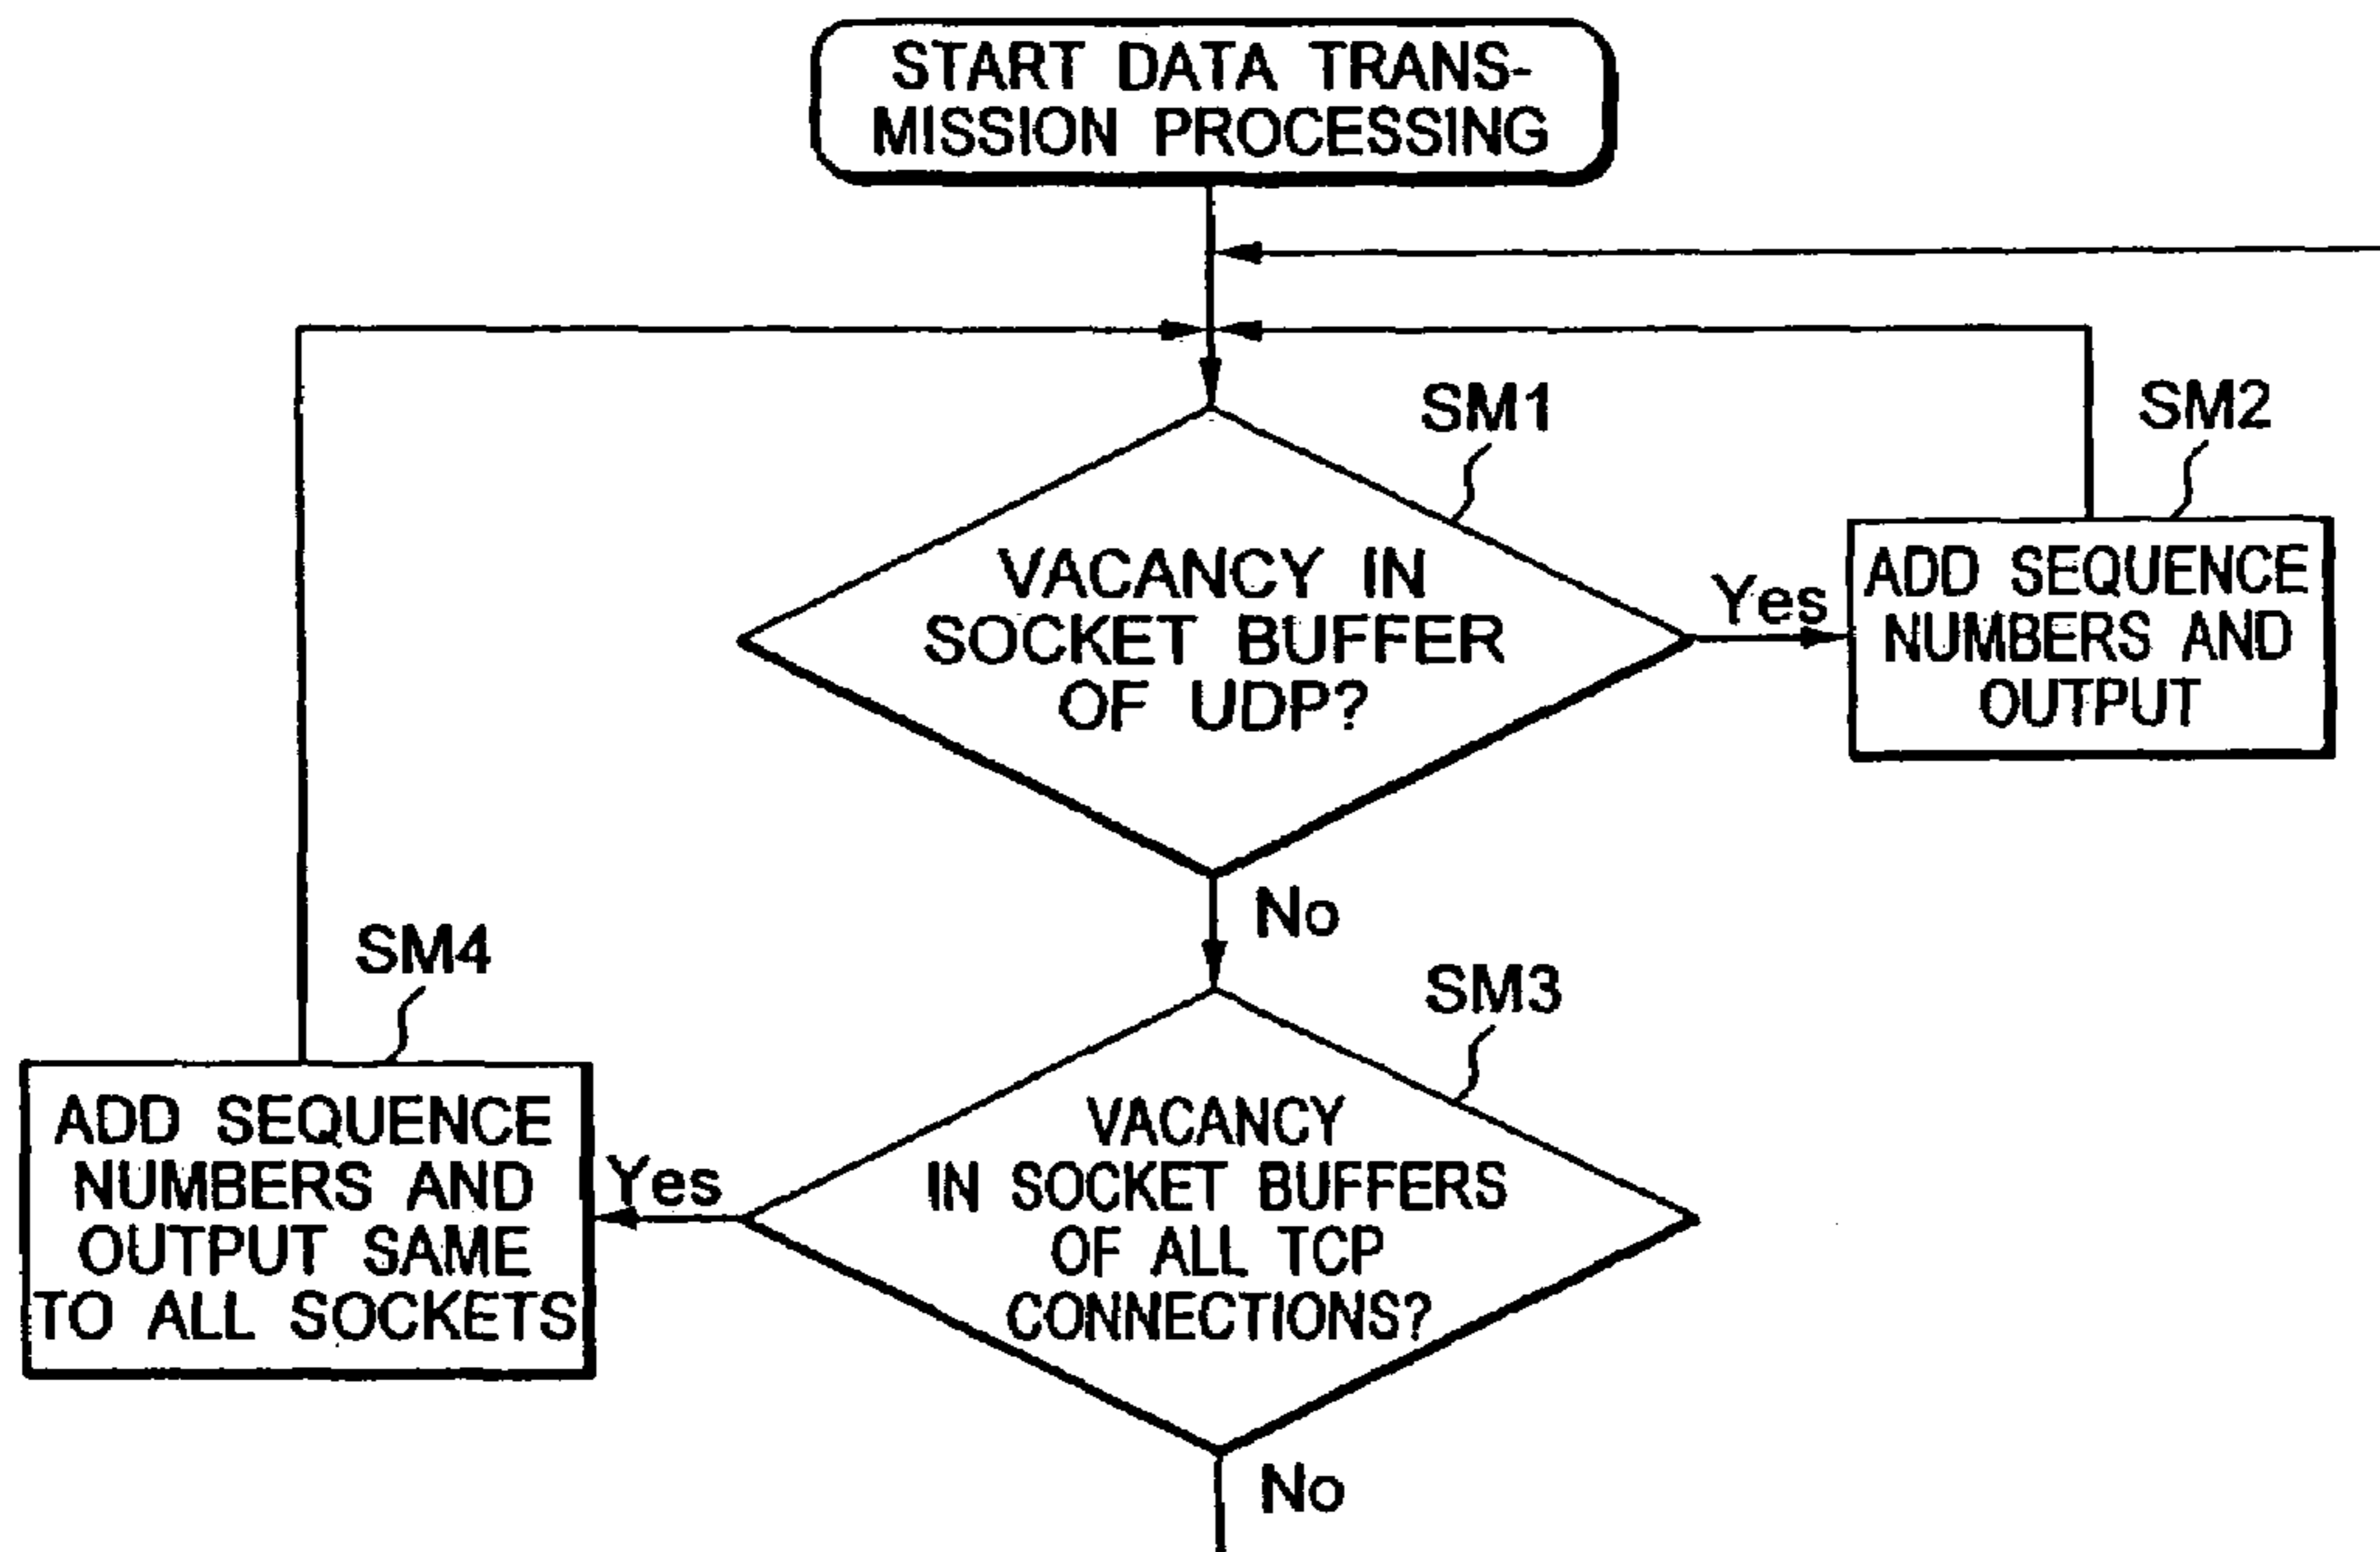 START DATA TRANS-
MISSION PROCESSING
SM1
SM2
VACANCY IN
SOCKET BUFFER
OF UDP?
Yes
ADD SEQUENCE
NUMBERS AND
OUTPUT
No
SM4
SM3
ADD SEQUENCE
NUMBERS AND
OUTPUT SAME
TO ALL SOCKETS
Yes
VACANCY
IN SOCKET BUFFERS
OF ALL TCP
CONNECTIONS?
No